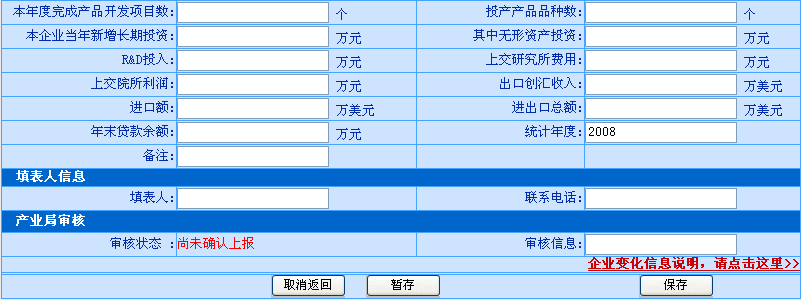 本年度完成产品开发项目数： 个 投产产品品种数： 个
本企业当年新增长期投资： 万元 其中无形资产投资： 万元
R&D投入： 万元 上交研究所费用： 万元
上交院所利润： 万元 出口创汇收入： 万美元
进口额： 万美元 进出口总额： 万美元
年末贷款余额： 万元 统计年度： 2008
备注：
填表人信息
填表人： 联系电话：
产业局审核
审核状态 ： 尚未确认上报 审核信息：
企业变化信息说明，请点击这里>>
取消返回 暂存 保存